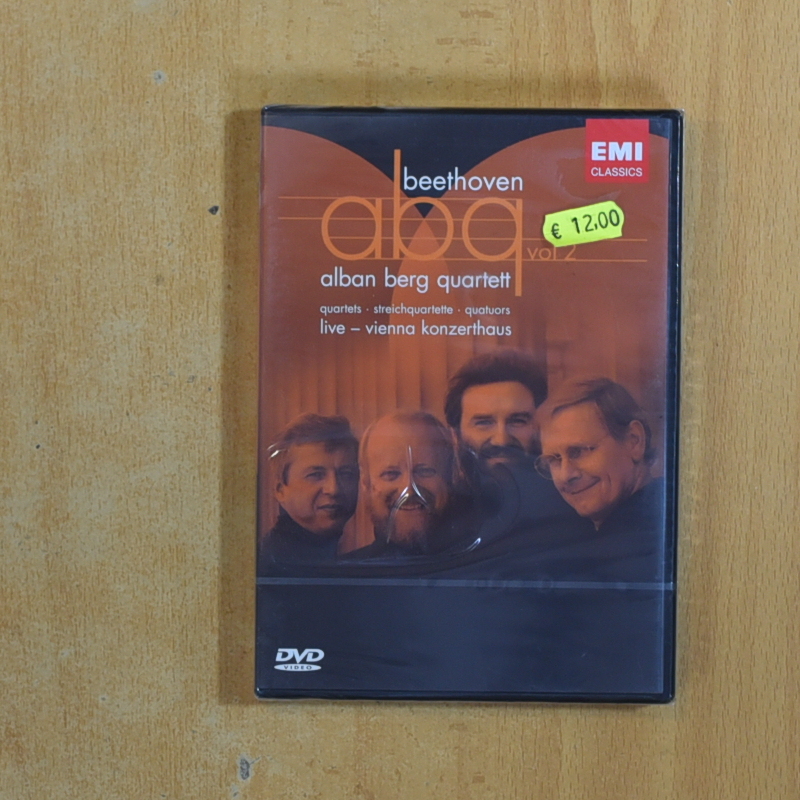 EMI
CLASSICS
beethoven
abq
€ 12,00
vol 2
alban berg quartett
quartets · streichquartette · quatuors
live – vienna konzerthaus
DVD
VIDEO